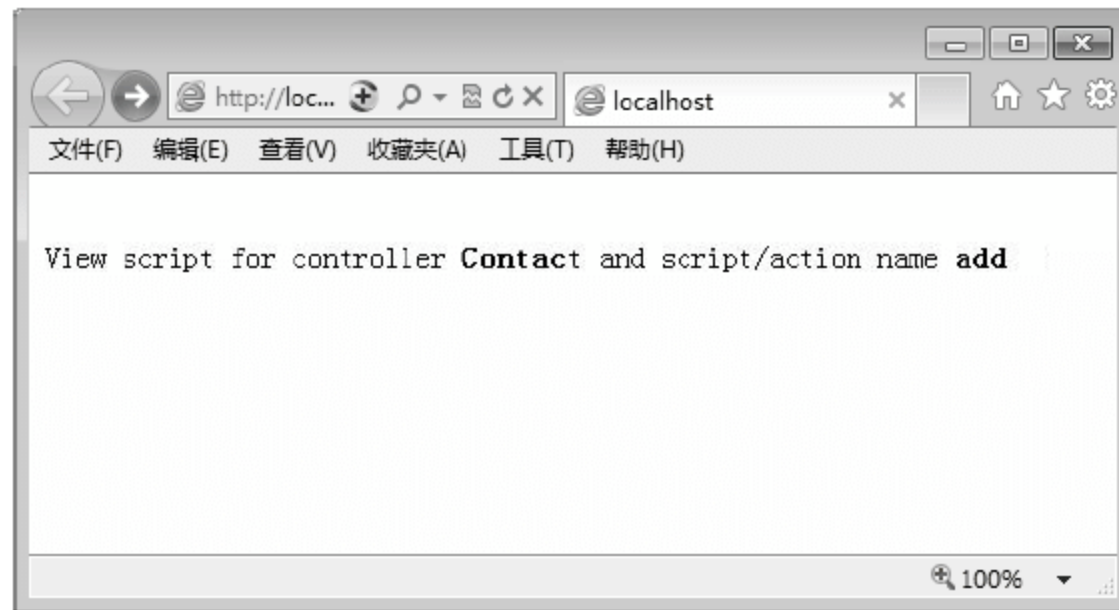 http://loc...
localhost
文件(F) 编辑(E) 查看(V) 收藏夹(A) 工具(T) 帮助(H)
View script for controller Contact and script/action name add
100%